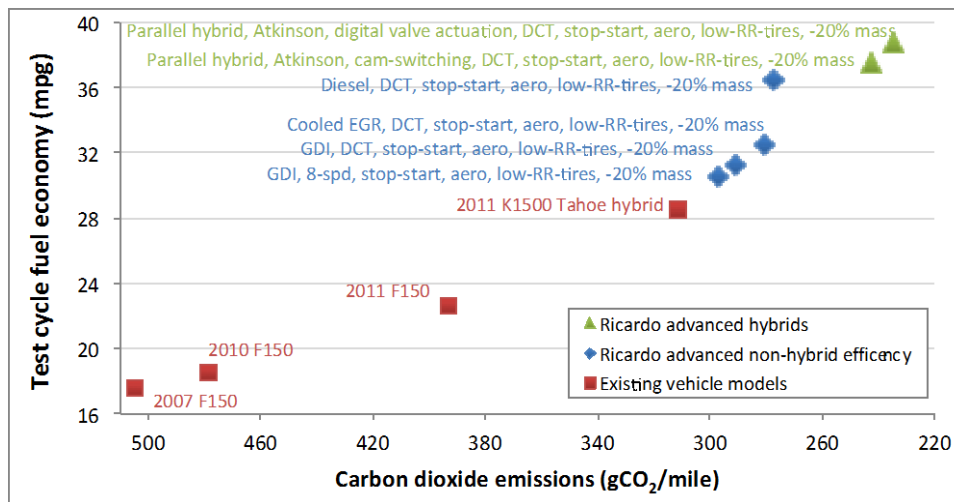 40
36
32
28
24
20
16
Test cycle fuel economy (mpg)
Parallel hybrid, Atkinson, digital valve actuation, DCT, stop-start, aero, low-RR-tires, -20% mass
Parallel hybrid, Atkinson, cam-switching, DCT, stop-start, aero, low-RR-tires, -20% mass
Diesel, DCT, stop-start, aero, low-RR-tires, -20% mass
Cooled EGR, DCT, stop-start, aero, low-RR-tires, -20% mass
GDI, DCT, stop-start, aero, low-RR-tires, -20% mass
GDI, 8-spd, stop-start, aero, low-RR-tires, -20% mass
2011 K1500 Tahoe hybrid
2011 F150
2010 F150
2007 F150
Ricardo advanced hybrids
Ricardo advanced non-hybrid efficency
Existing vehicle models
500 460 420 380 340 300 260 220
Carbon dioxide emissions (gCO₂/mile)